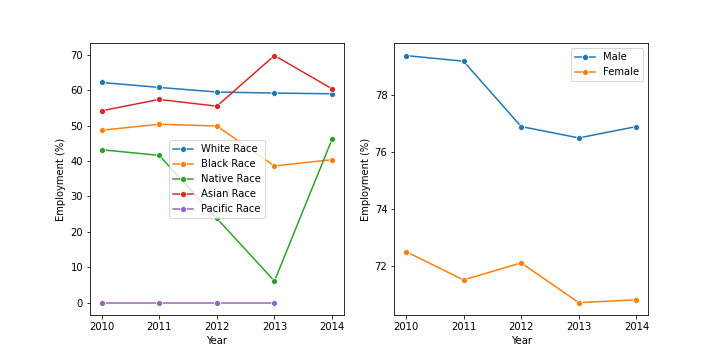 70
60
50
40
30
20
10
0
Employment (%)
White Race
Black Race
Native Race
Asian Race
Pacific Race
2010 2011 2012 2013 2014
Year
78
76
74
72
Employment (%)
Male
Female
2010 2011 2012 2013 2014
Year